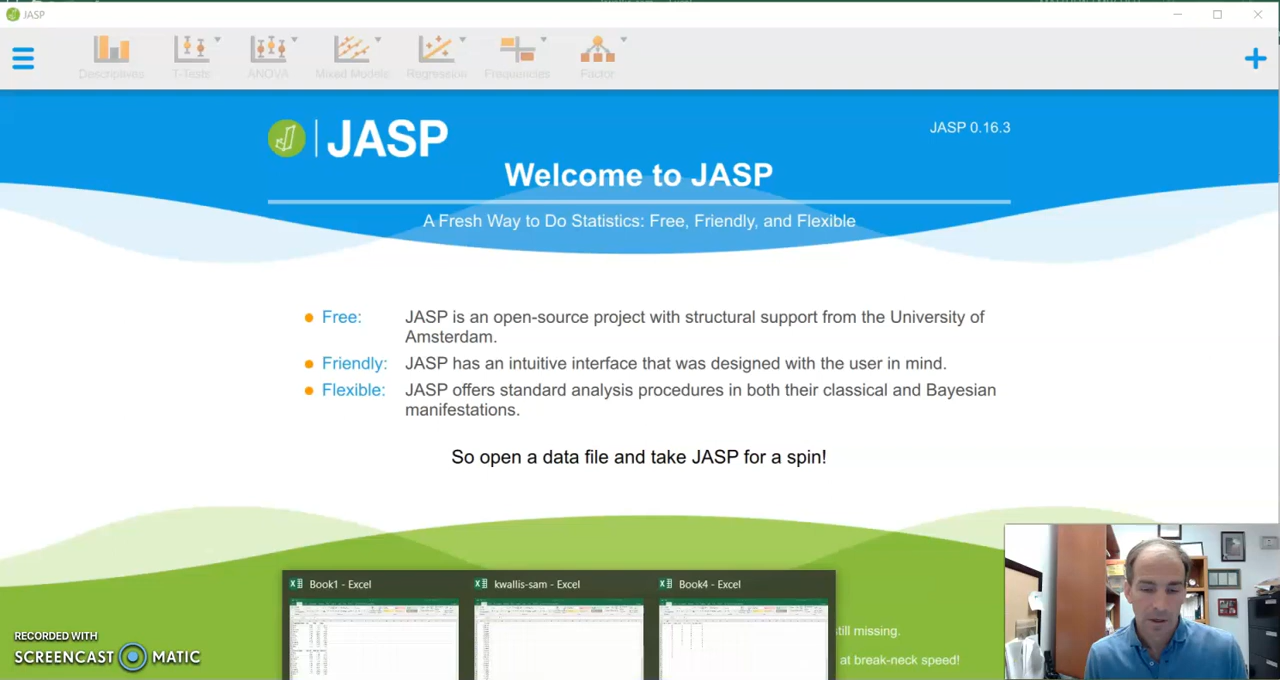 JASP
Descriptives
T-Tests
ANOVA
Mixed Models
Regression
Frequencies
Factor
JASP
JASP 0.16.3
Welcome to JASP
A Fresh Way to Do Statistics: Free, Friendly, and Flexible
Free: JASP is an open-source project with structural support from the University of
Amsterdam.
Friendly: JASP has an intuitive interface that was designed with the user in mind.
Flexible: JASP offers standard analysis procedures in both their classical and Bayesian
manifestations.
So open a data file and take JASP for a spin!
Book1 - Excel
kwallis-sam - Excel
Book4 - Excel
still missing.
at break-neck speed!
RECORDED WITH
SCREENCAST MATIC